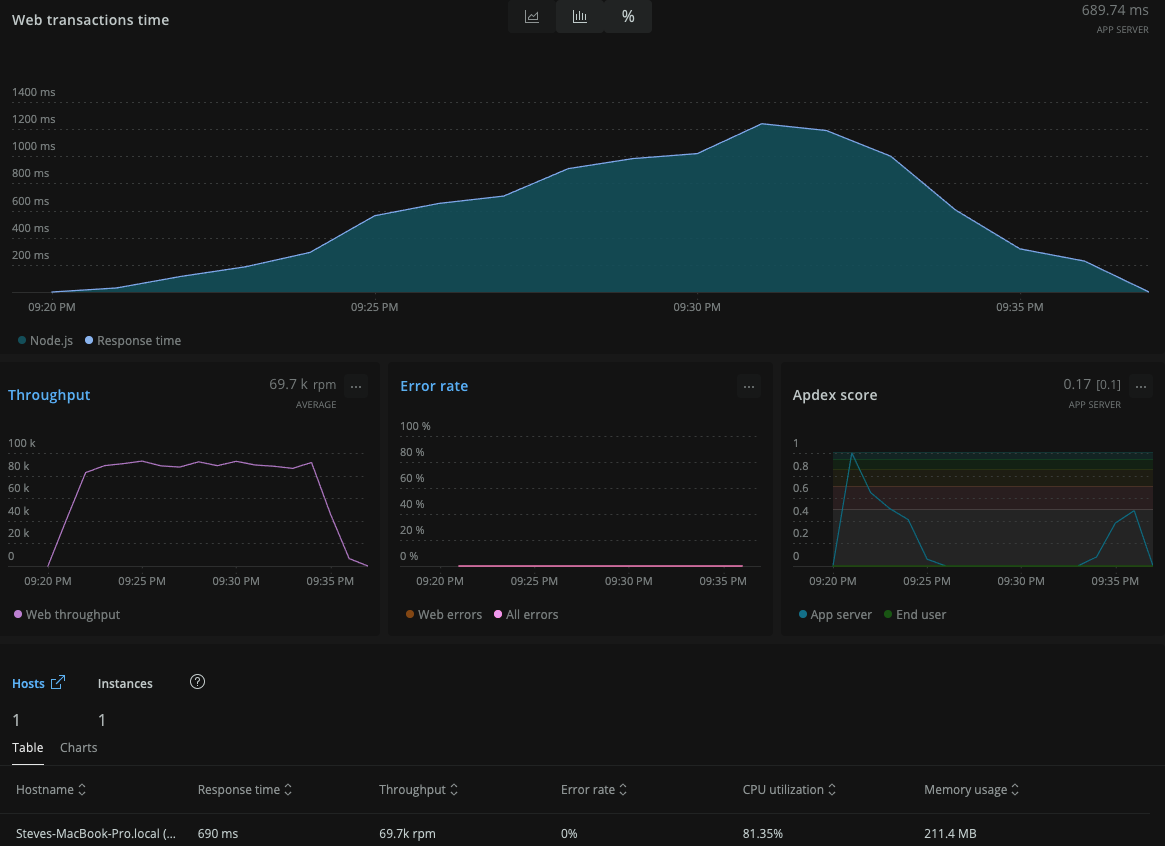 Web transactions time
%
689.74 ms
APP SERVER
1400 ms
1200 ms
1000 ms
800 ms
600 ms
400 ms
200 ms
09:20 PM 09:25 PM 09:30 PM 09:35 PM
Node.js Response time
Throughput
69.7 k rpm
AVERAGE
100 k
80 k
60 k
40 k
20 k
0
09:20 PM 09:25 PM 09:30 PM 09:35 PM
Web throughput
Error rate
100 %
80 %
60 %
40 %
20 %
0 %
09:20 PM 09:25 PM 09:30 PM 09:35 PM
Web errors All errors
Apdex score
0.17 [0.1]
APP SERVER
1
0.8
0.6
0.4
0.2
0
09:20 PM 09:25 PM 09:30 PM 09:35 PM
App server End user
Hosts Instances ?
1 1
Table Charts
Hostname Response time Throughput Error rate CPU utilization Memory usage
Steves-MacBook-Pro.local (... 690 ms 69.7k rpm 0% 81.35% 211.4 MB